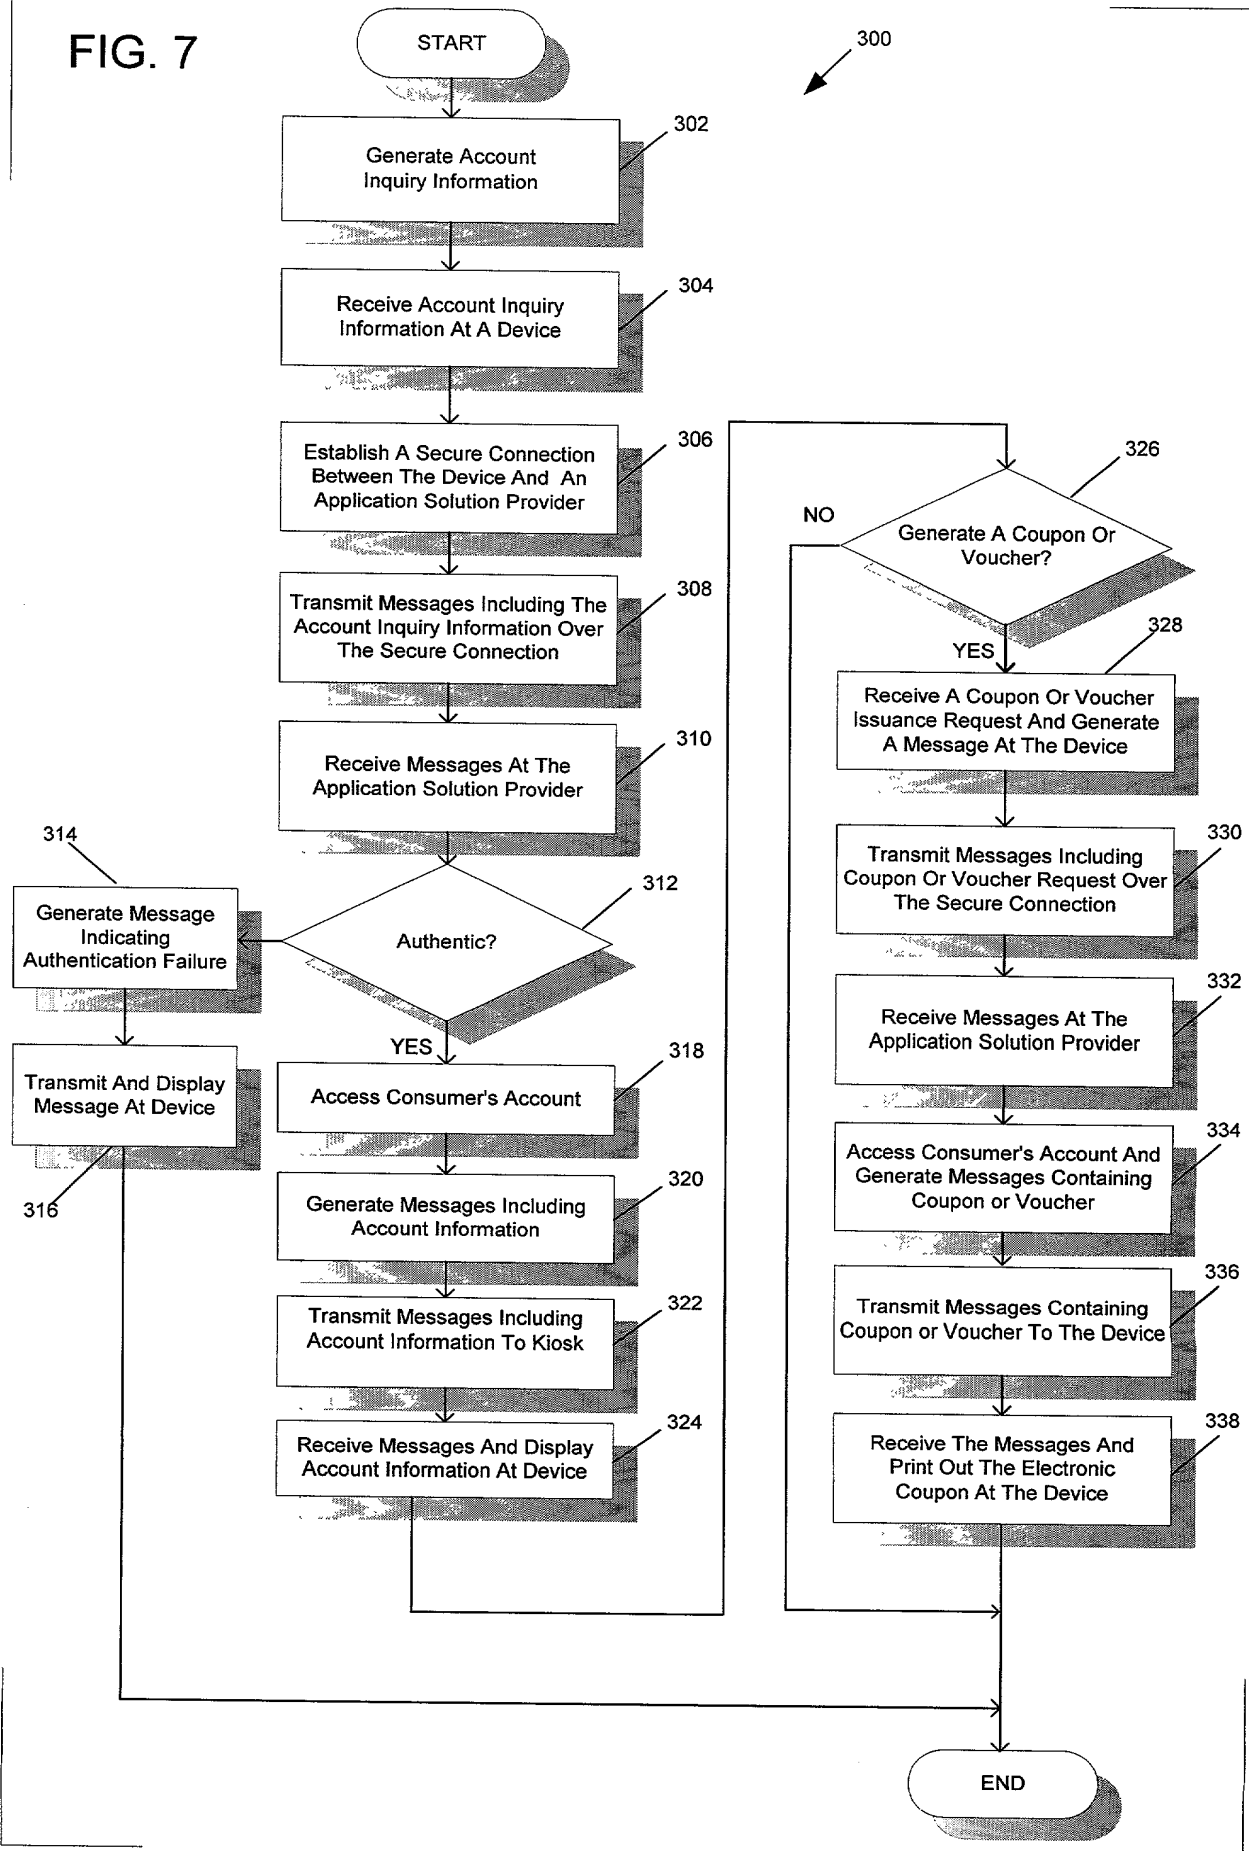 FIG. 7
START
300
302
Generate Account
Inquiry Information
304
Receive Account Inquiry
Information At A Device
306
Establish A Secure Connection
Between The Device And An
Application Solution Provider
308
Transmit Messages Including The
Account Inquiry Information Over
The Secure Connection
310
Receive Messages At The
Application Solution Provider
312
Authentic?
314
Generate Message
Indicating
Authentication Failure
Transmit And Display
Message At Device
316
YES
318
Access Consumer's Account
320
Generate Messages Including
Account Information
322
Transmit Messages Including
Account Information To Kiosk
324
Receive Messages And Display
Account Information At Device
326
Generate A Coupon Or
Voucher?
NO
YES
328
Receive A Coupon Or Voucher
Issuance Request And Generate
A Message At The Device
330
Transmit Messages Including
Coupon Or Voucher Request Over
The Secure Connection
332
Receive Messages At The
Application Solution Provider
334
Access Consumer's Account And
Generate Messages Containing
Coupon or Voucher
336
Transmit Messages Containing
Coupon or Voucher To The Device
338
Receive The Messages And
Print Out The Electronic
Coupon At The Device
END